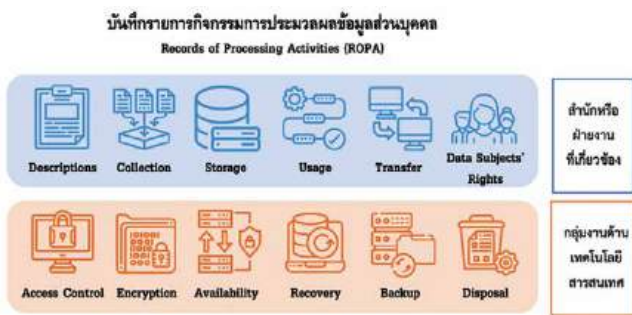 บันทึกรายการกิจกรรมการประมวลผลข้อมูลส่วนบุคคล
Records of Processing Activities (ROPA)
Descriptions
Collection
Storage
Usage
Transfer
Data Subjects'
Rights
สำนักหรือ
ฝ่ายงาน
ที่เกี่ยวข้อง
Access Control
Encryption
Availability
Recovery
Backup
Disposal
กลุ่มงานด้าน
เทคโนโลยี
สารสนเทศ